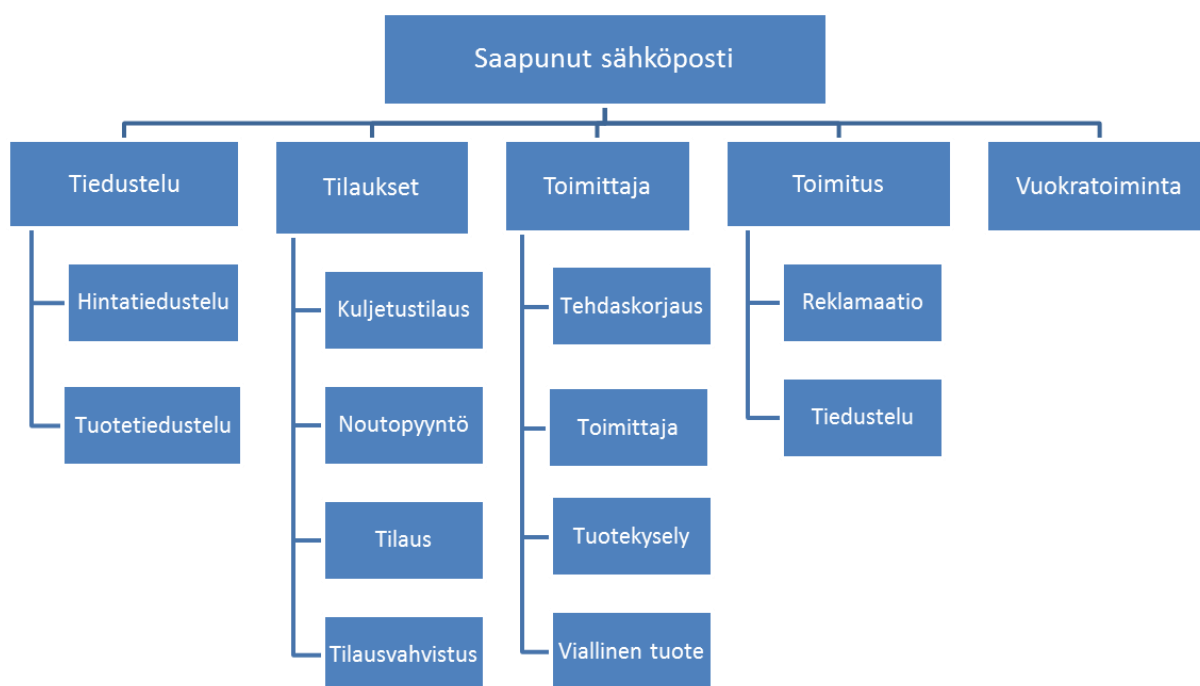 Saapunut sähköposti
Tiedustelu
Tilaukset
Toimittaja
Toimitus
Vuokratoiminta
Hintatiedustelu
Tuotetiedustelu
Kuljetustilaus
Noutopyyntö
Tilaus
Tilausvahvistus
Tehdaskorjaus
Toimittaja
Tuotekysely
Viallinen tuote
Reklamaatio
Tiedustelu